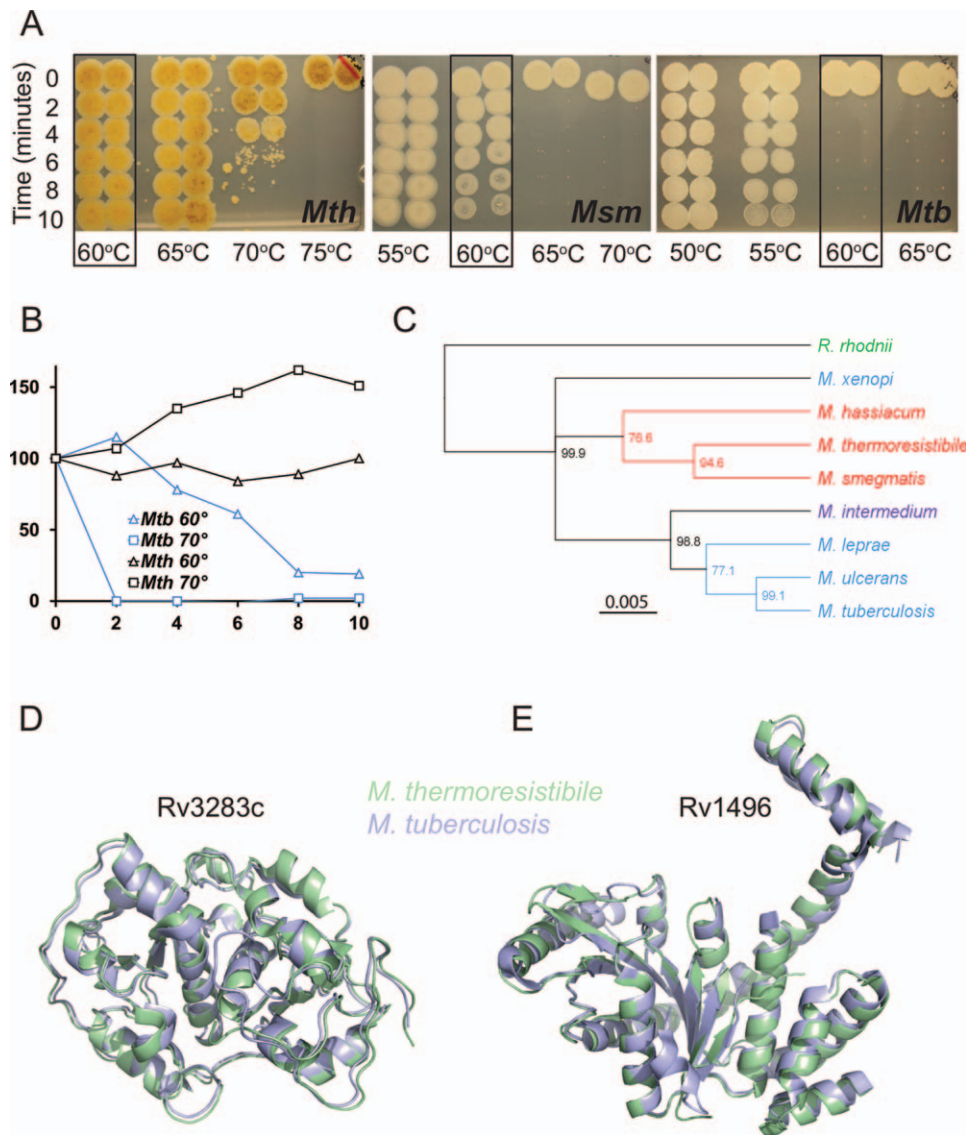 A
Time (minutes)
0
2
4
6
8
10
Mth
Msm
Mtb
60°C 65°C 70°C 75°C 55°C 60°C 65°C 70°C 50°C 55°C 60°C 65°C
B
150
100
50
0
0 2 4 6 8 10
Mtb 60°
Mtb 70°
Mth 60°
Mth 70°
C
R. rhodnii
M. xenopi
M. hassiacum
M. thermoresistibile
M. smegmatis
M. intermedium
M. leprae
M. ulcerans
M. tuberculosis
99.9
76.6
94.6
98.8
77.1
99.1
0.005
D
Rv3283c
M. thermoresistibile
M. tuberculosis
E
Rv1496